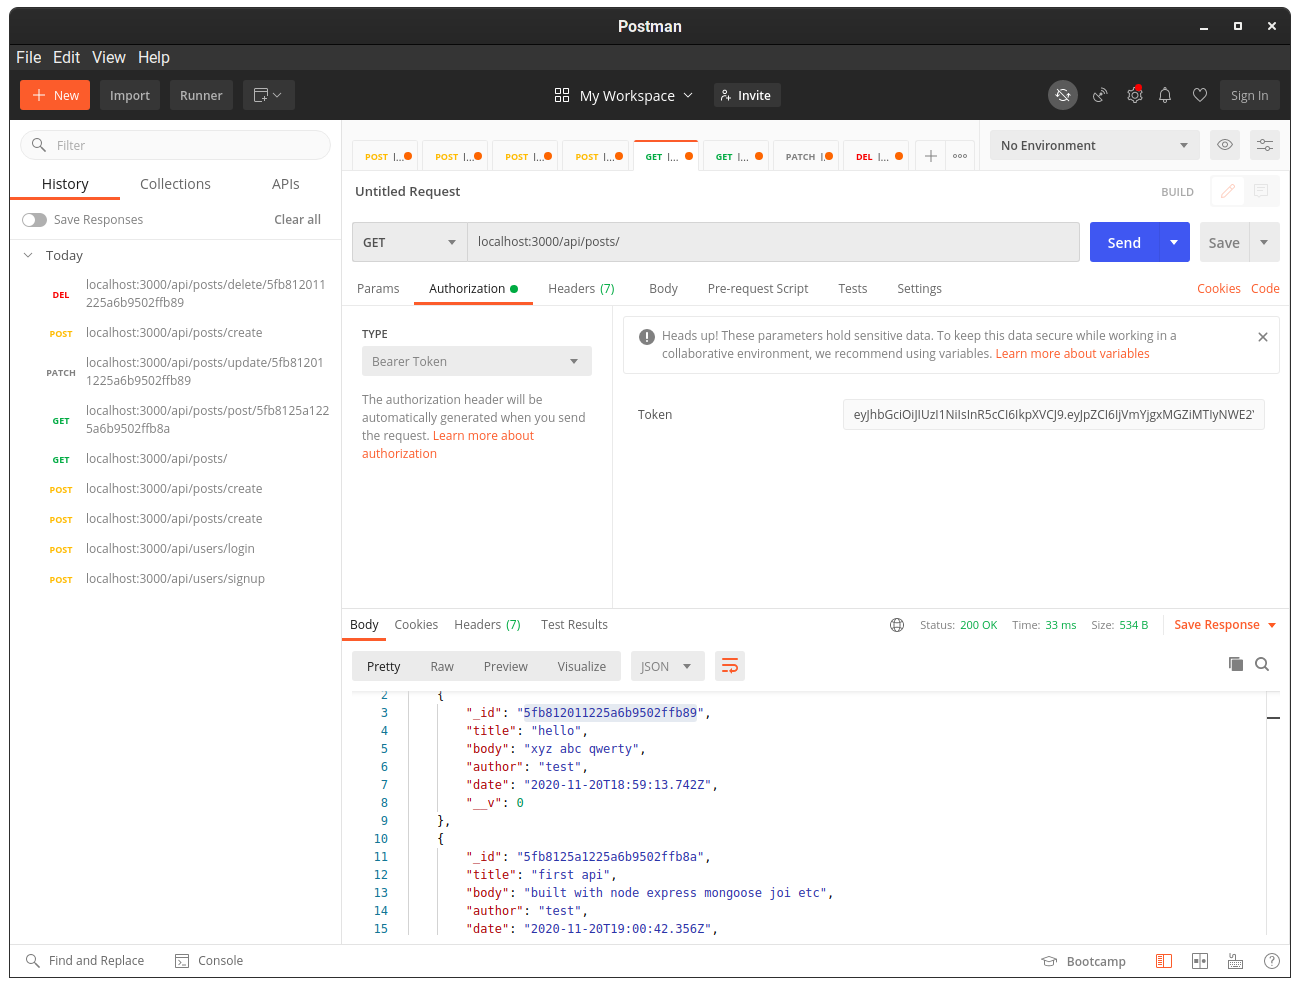 Postman
File Edit View Help
New Import Runner My Workspace Invite Sign In
Filter
History Collections APIs
Save Responses Clear all
Today
DEL localhost:3000/api/posts/delete/5fb812011
225a6b9502ffb89
POST localhost:3000/api/posts/create
PATCH localhost:3000/api/posts/update/5fb81201
1225a6b9502ffb89
GET localhost:3000/api/posts/post/5fb8125a122
5a6b9502ffb8a
GET localhost:3000/api/posts/
POST localhost:3000/api/posts/create
POST localhost:3000/api/posts/create
POST localhost:3000/api/users/login
POST localhost:3000/api/users/signup
POST l... POST l... POST l... POST l... GET l... GET l... PATCH l DEL l...
No Environment
Untitled Request BUILD
GET localhost:3000/api/posts/ Send Save
Params Authorization Headers (7) Body Pre-request Script Tests Settings Cookies Code
TYPE
Bearer Token
The authorization header will be
automatically generated when you send
the request. Learn more about
authorization
Heads up! These parameters hold sensitive data. To keep this data secure while working in a
collaborative environment, we recommend using variables. Learn more about variables
Token
Body Cookies Headers (7) Test Results Status: 200 OK Time: 33 ms Size: 534 B Save Response
Pretty Raw Preview Visualize JSON
2 {
3 "_id": "5fb812011225a6b9502ffb89",
4 "title": "hello",
5 "body": "xyz abc qwerty",
6 "author": "test",
7 "date": "2020-11-20T18:59:13.742Z",
8 "__v": 0
9 },
10 {
11 "_id": "5fb8125a1225a6b9502ffb8a",
12 "title": "first api",
13 "body": "built with node express mongoose joi etc",
14 "author": "test",
15 "date": "2020-11-20T19:00:42.356Z",
Find and Replace Console Bootcamp